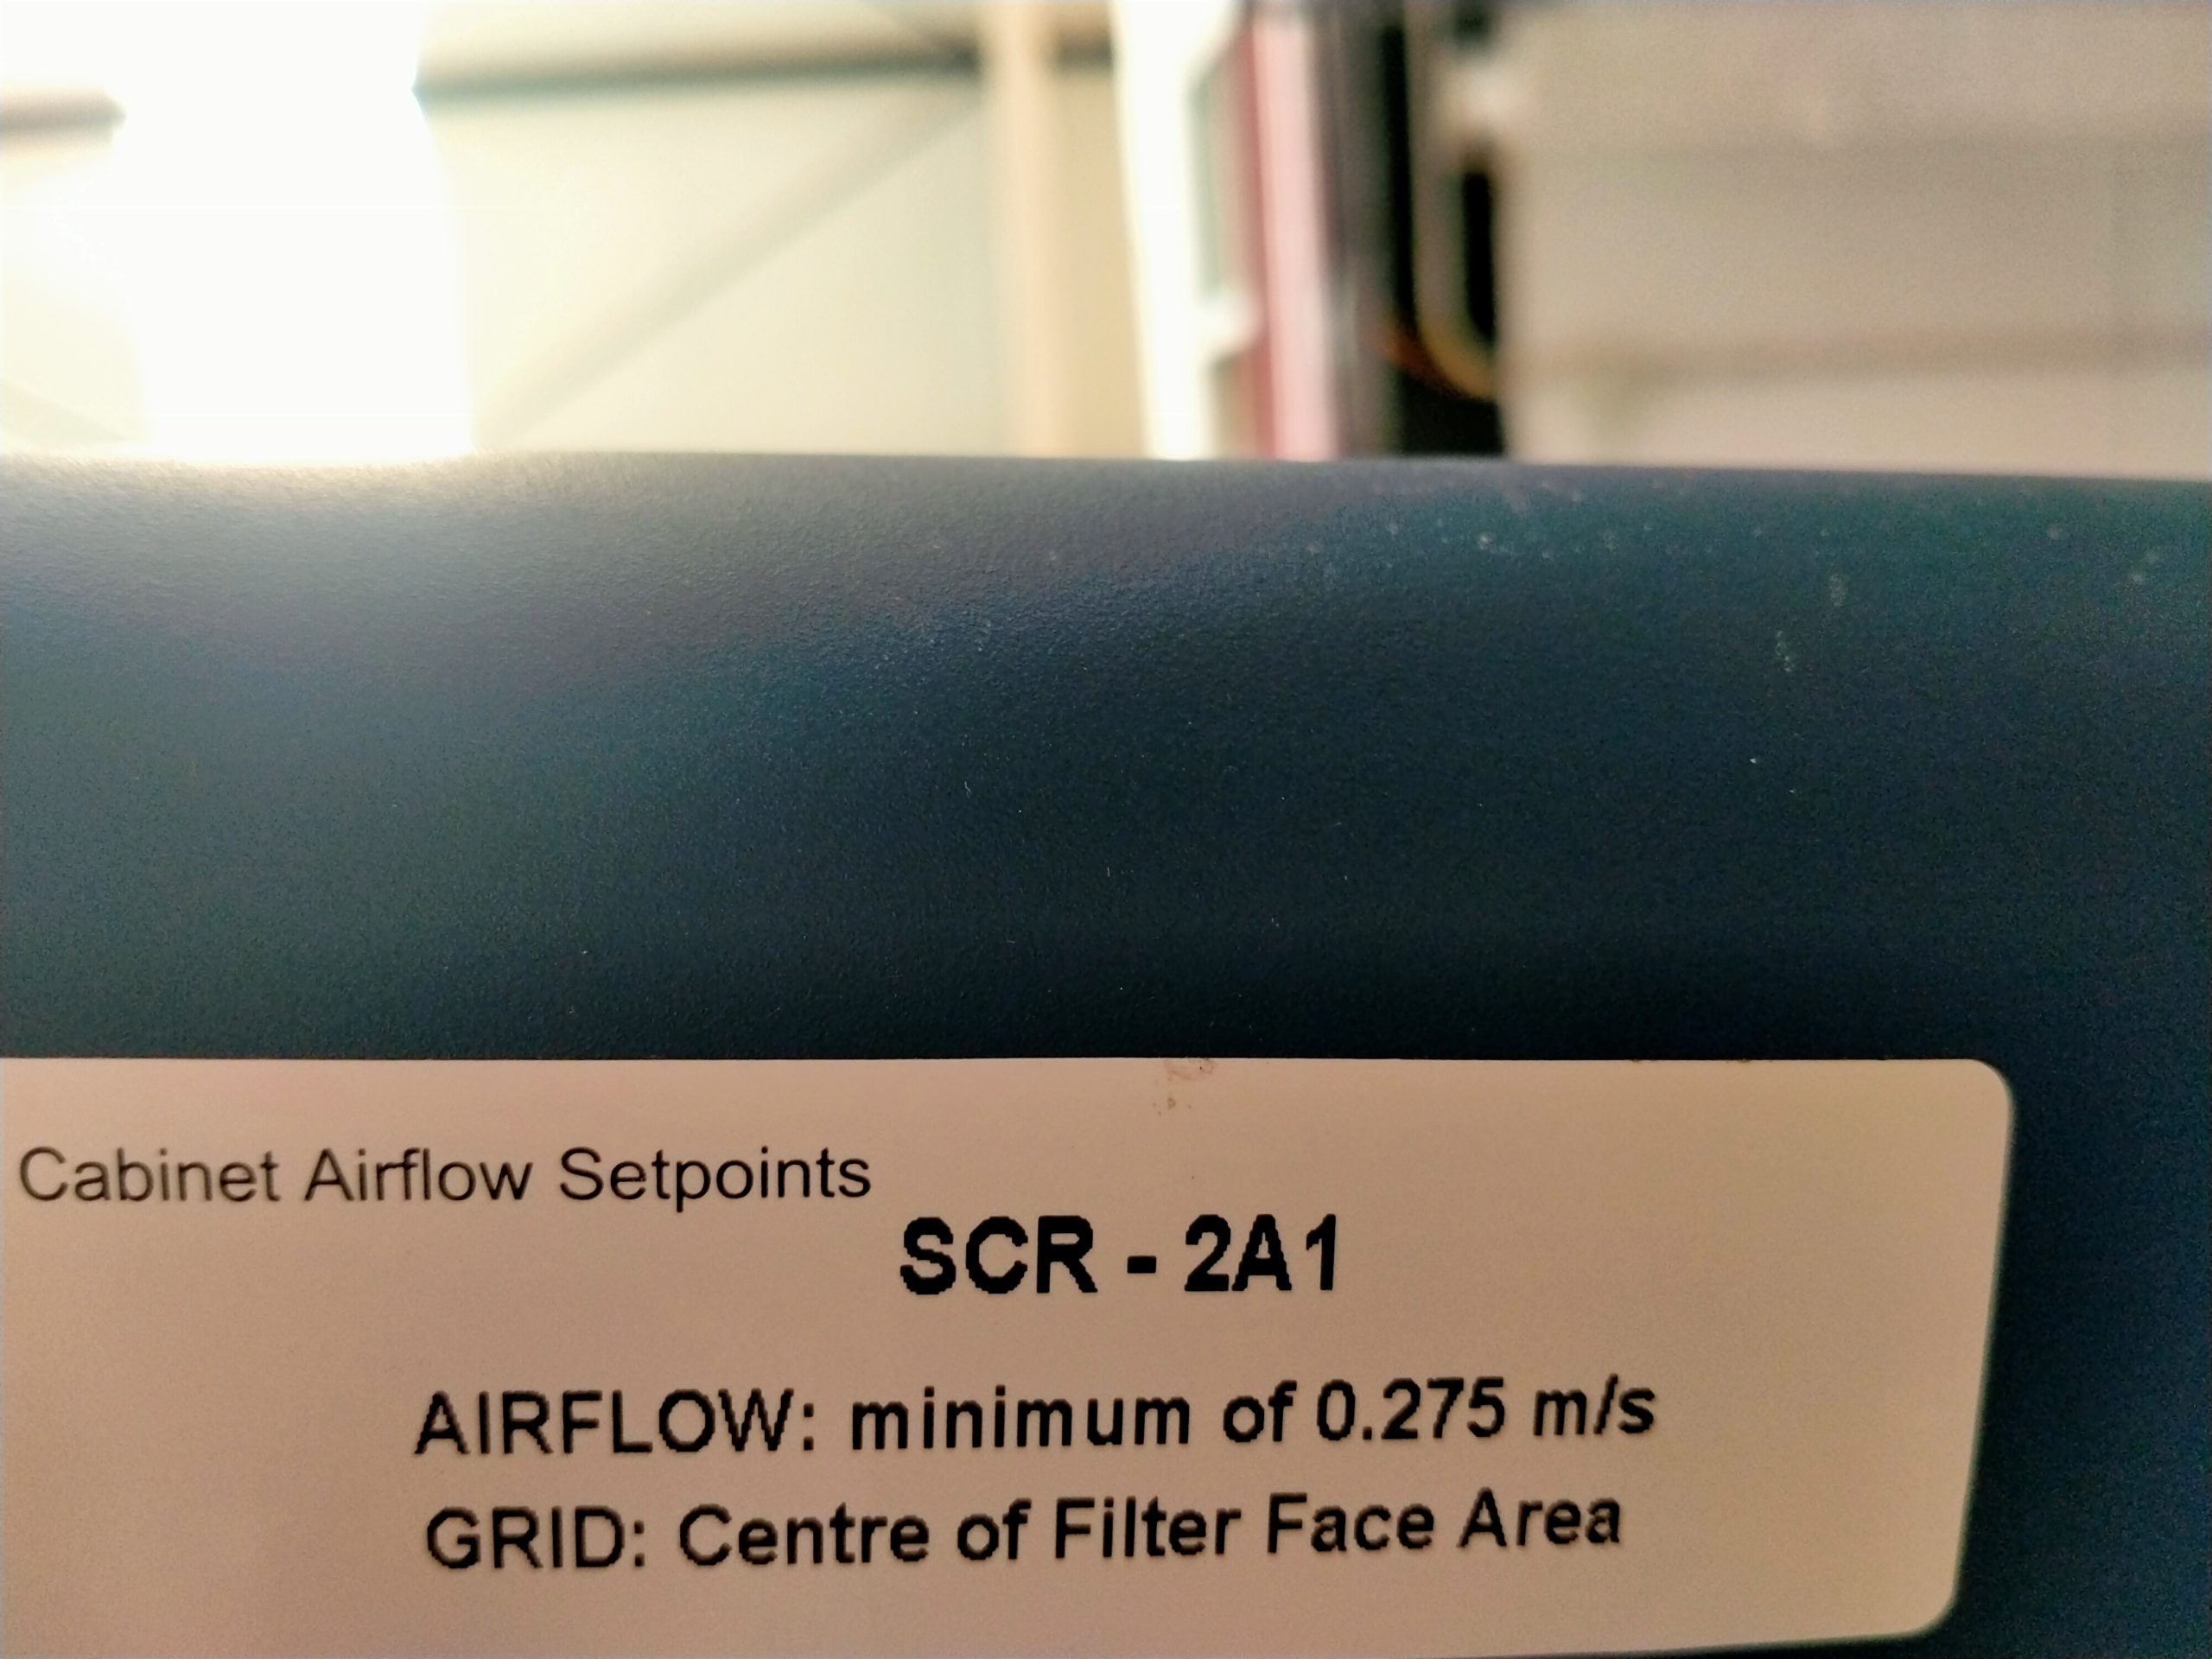 Cabinet Airflow Setpoints
SCR - 2A1
AIRFLOW: minimum of 0.275 m/s
GRID: Centre of Filter Face Area